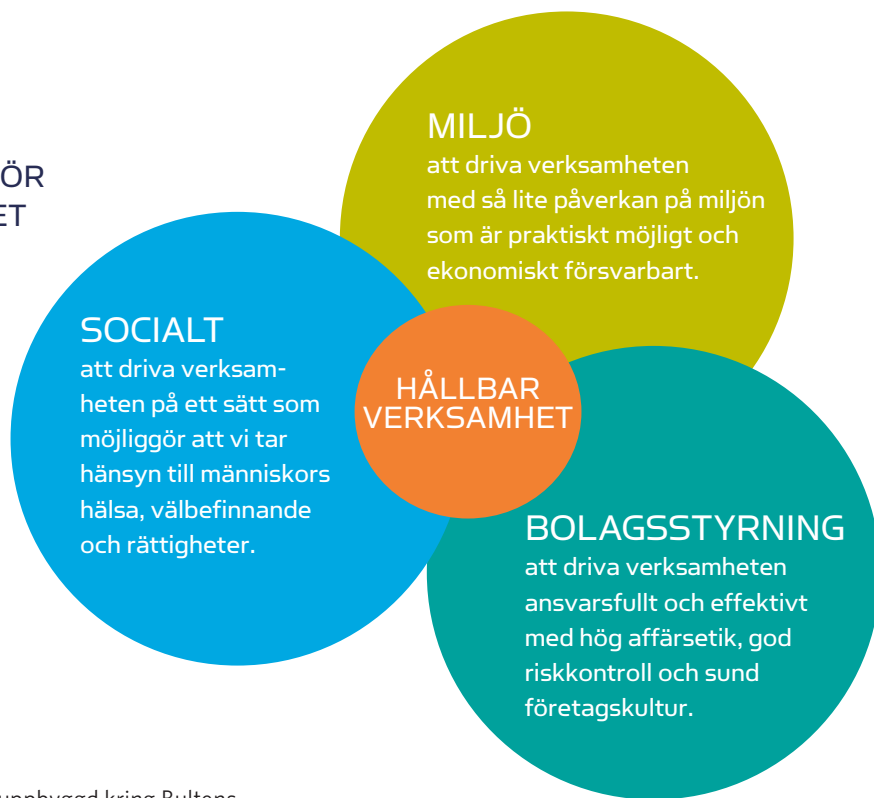 ÖR
ET
MILJÖ
att driva verksamheten
med så lite påverkan på miljön
som är praktiskt möjligt och
ekonomiskt försvarbart.
SOCIALT
att driva verksam-
heten på ett sätt som
möjliggör att vi tar
hänsyn till människors
hälsa, välbefinnande
och rättigheter.
HÅLLBAR
VERKSAMHET
BOLAGSSTYRNING
att driva verksamheten
ansvarsfullt och effektivt
med hög affärsetik, god
riskkontroll och sund
företagskultur.